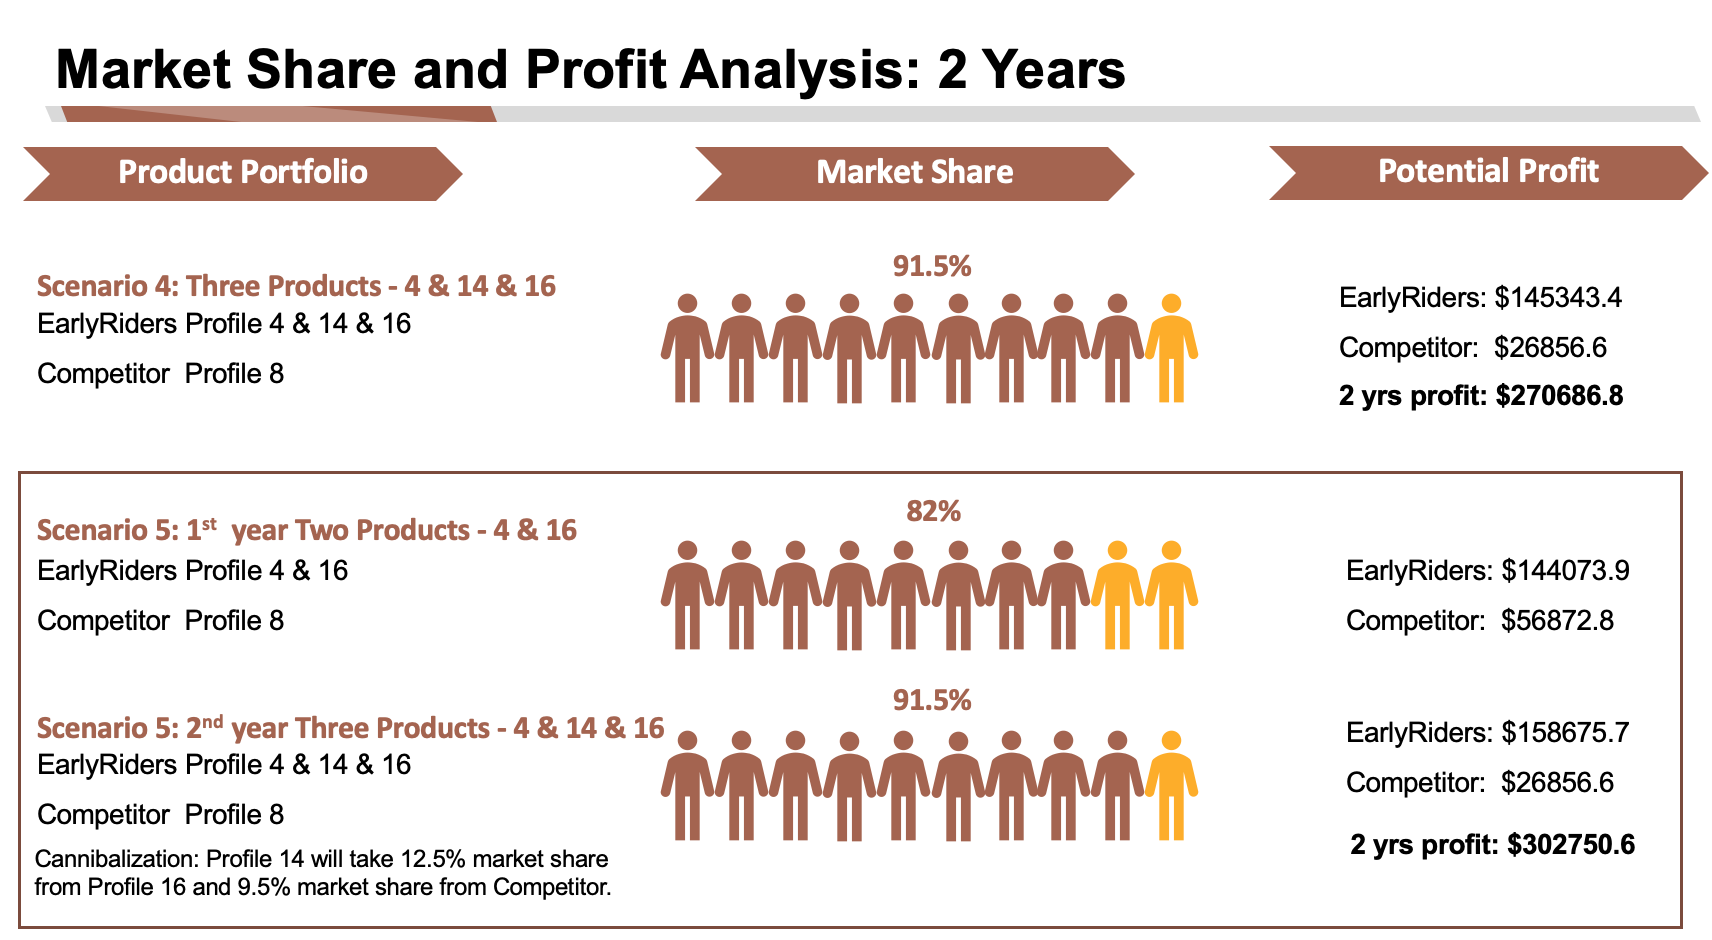 Market Share and Profit Analysis: 2 Years
Product Portfolio
Market Share
Potential Profit
Scenario 4: Three Products - 4 & 14 & 16
EarlyRiders Profile 4 & 14 & 16
Competitor  Profile 8
91.5%
EarlyRiders: $145343.4
Competitor:  $26856.6
2 yrs profit: $270686.8
Scenario 5: 1st  year Two Products - 4 & 16
EarlyRiders Profile 4 & 16
Competitor  Profile 8
82%
EarlyRiders: $144073.9
Competitor:  $56872.8
Scenario 5: 2nd year Three Products - 4 & 14 & 16
EarlyRiders Profile 4 & 14 & 16
Competitor  Profile 8
Cannibalization: Profile 14 will take 12.5% market share
from Profile 16 and 9.5% market share from Competitor.
91.5%
EarlyRiders: $158675.7
Competitor:  $26856.6
2 yrs profit: $302750.6